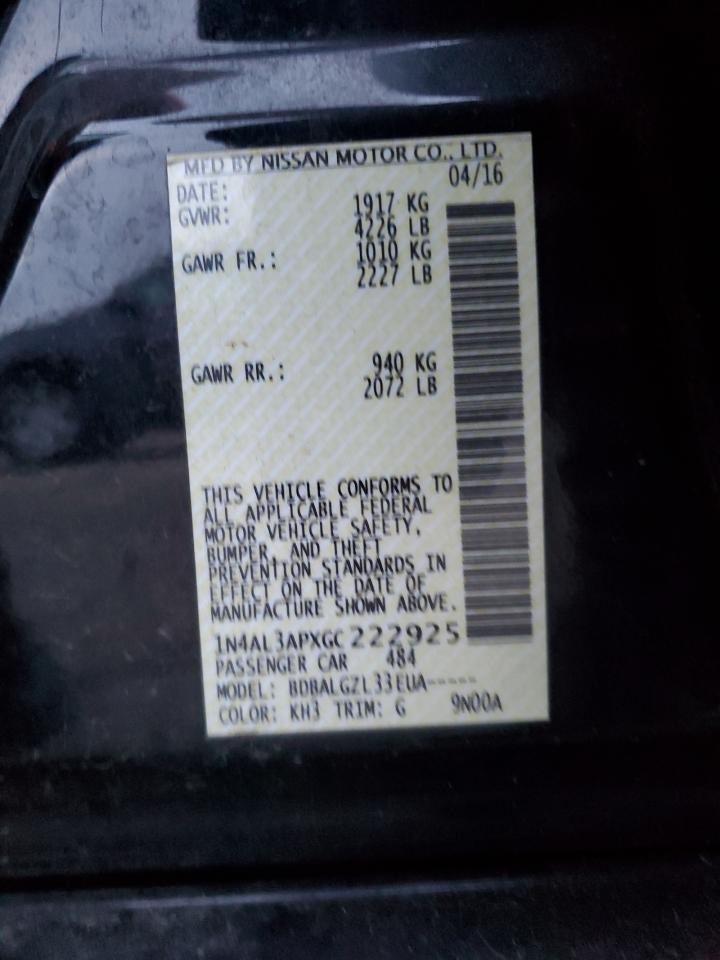 MFD BY NISSAN MOTOR CO., LTD.
DATE: 04/16
GVWR: 1917 KG
4226 LB
GAWR FR.: 1010 KG
2227 LB
GAWR RR.: 940 KG
2072 LB
THIS VEHICLE CONFORMS TO
ALL APPLICABLE FEDERAL
MOTOR VEHICLE SAFETY,
BUMPER, AND THEFT
PREVENTION STANDARDS IN
EFFECT ON THE DATE OF
MANUFACTURE SHOWN ABOVE.
1N4AL3APXGC222925
PASSENGER CAR 484
MODEL: BDBALGZL33EUA-----
COLOR: KH3 TRIM: G 9N00A